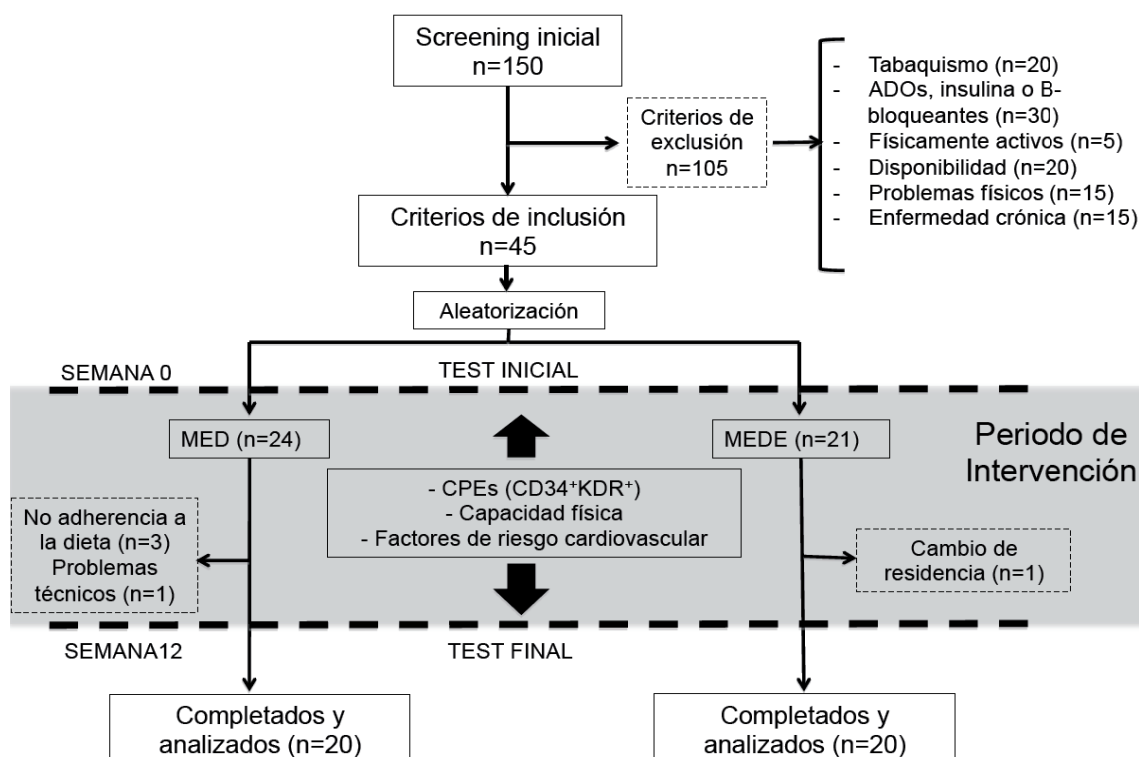 Screening inicial
n=150
Criterios de
exclusión
n=105
- Tabaquismo (n=20)
- ADOs, insulina o B-
bloqueantes (n=30)
- Físicamente activos (n=5)
- Disponibilidad (n=20)
- Problemas físicos (n=15)
- Enfermedad crónica (n=15)
Criterios de inclusión
n=45
Aleatorización
SEMANA 0
TEST INICIAL
MED (n=24)
MEDE (n=21)
Periodo de
Intervención
- CPEs (CD34⁺KDR⁺)
- Capacidad física
- Factores de riesgo cardiovascular
No adherencia a
la dieta (n=3)
Problemas
técnicos (n=1)
Cambio de
residencia (n=1)
SEMANA12
TEST FINAL
Completados y
analizados (n=20)
Completados y
analizados (n=20)